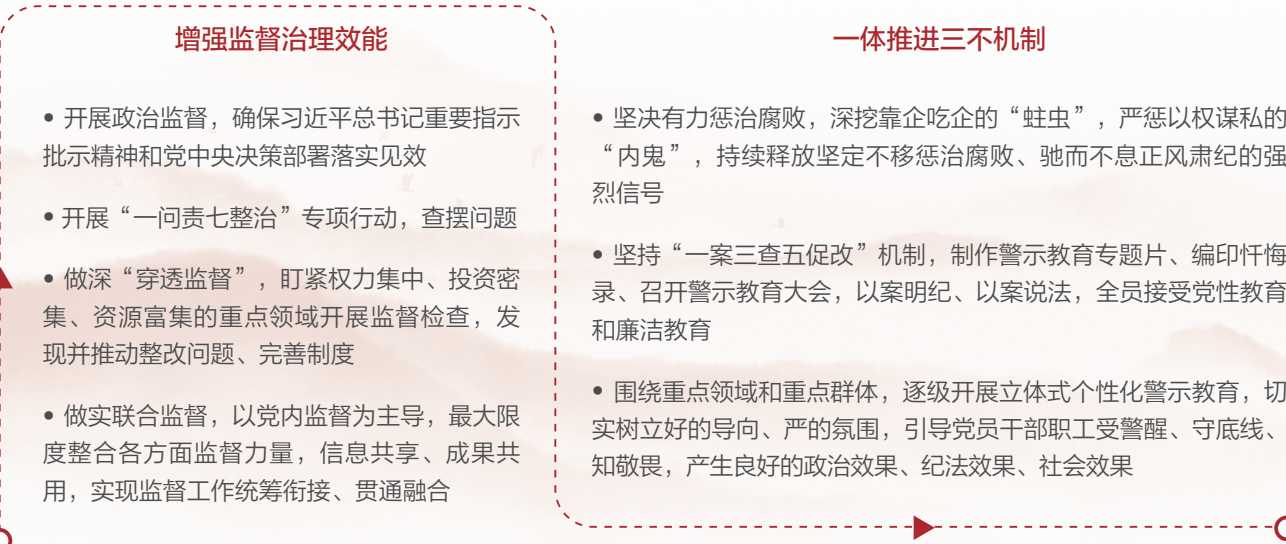 增强监督治理效能
• 开展政治监督，确保习近平总书记重要指示
批示精神和党中央决策部署落实见效
• 开展“一问责七整治”专项行动，查摆问题
• 做深“穿透监督”，盯紧权力集中、投资密
集、资源富集的重点领域开展监督检查，发
现并推动整改问题、完善制度
• 做实联合监督，以党内监督为主导，最大限
度整合各方面监督力量，信息共享、成果共
用，实现监督工作统筹衔接、贯通融合
一体推进三不机制
• 坚决有力惩治腐败，深挖靠企吃企的“蛀虫”，严惩以权谋私的
“内鬼”，持续释放坚定不移惩治腐败、驰而不息正风肃纪的强
烈信号
• 坚持“一案三查五促改”机制，制作警示教育专题片、编印忏悔
录、召开警示教育大会，以案明纪、以案说法，全员接受党性教育
和廉洁教育
• 围绕重点领域和重点群体，逐级开展立体式个性化警示教育，切
实树立好的导向、严的氛围，引导党员干部职工受警醒、守底线、
知敬畏，产生良好的政治效果、纪法效果、社会效果